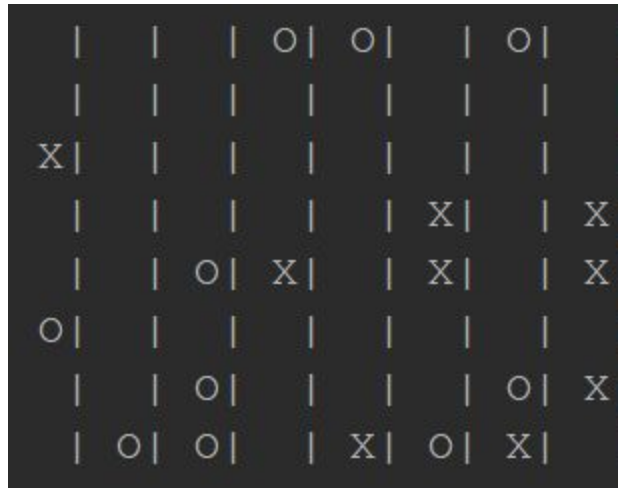 |   |   | O| O|   | O|
  |   |   |   |   |   |   |
X|   |   |   |   |   |   |
  |   |   |   |   | X|   | X
  |   | O| X|   | X|   | X
O|   |   |   |   |   |   |
  |   | O|   |   |   | O| X
  | O| O|   | X| O| X|